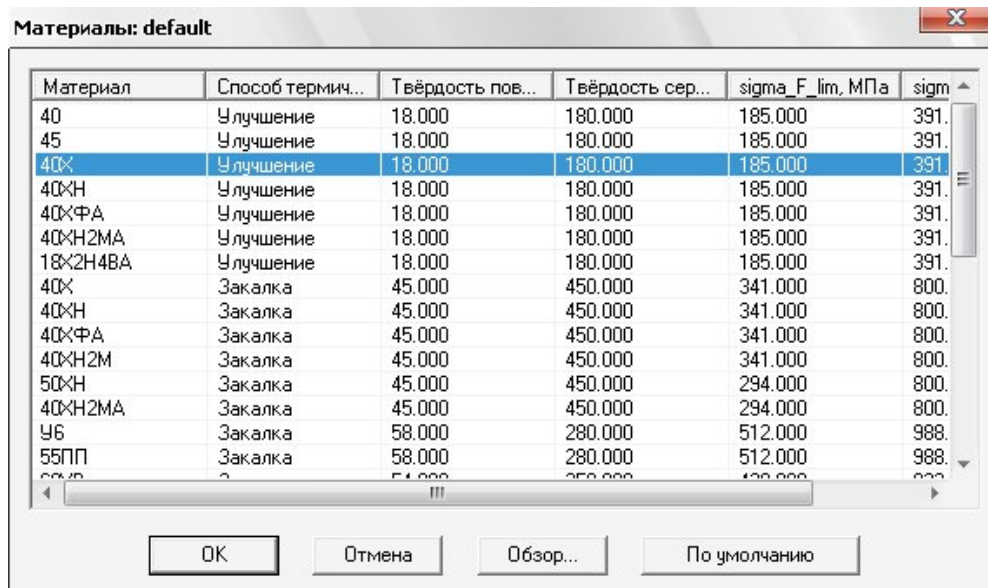 Материалы: default
Материал Способ термич... Твёрдость пов... Твёрдость сер... sigma_F_lim, МПа sigm
40 Улучшение 18.000 180.000 185.000 391.
45 Улучшение 18.000 180.000 185.000 391.
40Х Улучшение 18.000 180.000 185.000 391.
40ХН Улучшение 18.000 180.000 185.000 391.
40ХФА Улучшение 18.000 180.000 185.000 391.
40ХН2МА Улучшение 18.000 180.000 185.000 391.
18Х2Н4ВА Улучшение 18.000 180.000 185.000 391.
40Х Закалка 45.000 450.000 341.000 800.
40ХН Закалка 45.000 450.000 341.000 800.
40ХФА Закалка 45.000 450.000 341.000 800.
40ХН2М Закалка 45.000 450.000 341.000 800.
50ХН Закалка 45.000 450.000 294.000 800.
40ХН2МА Закалка 45.000 450.000 294.000 800.
У6 Закалка 58.000 280.000 512.000 988.
55ПП Закалка 58.000 280.000 512.000 988.
OK Отмена Обзор... По умолчанию